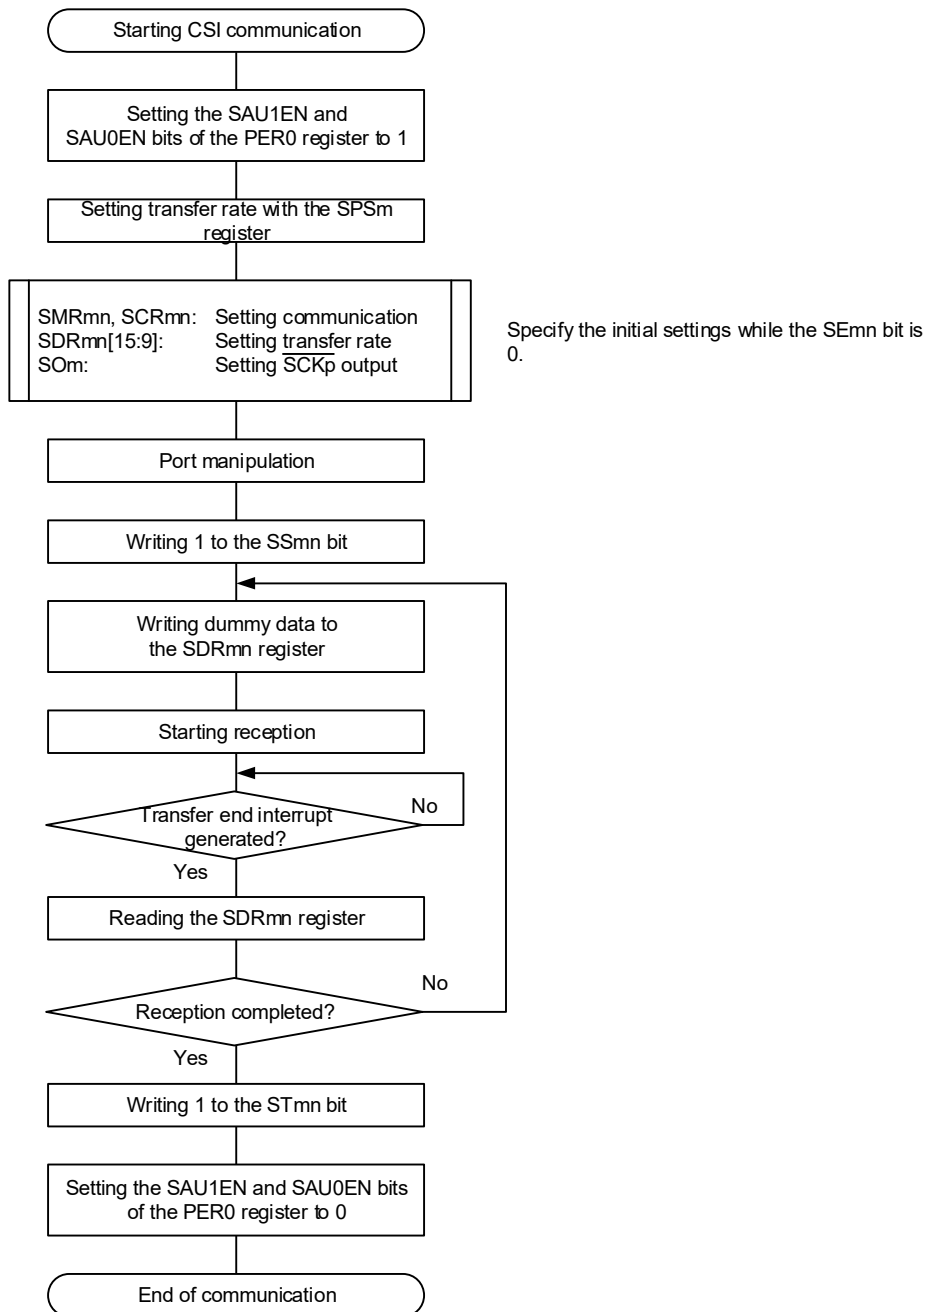 Starting CSI communication
Setting the SAU1EN and
SAU0EN bits of the PER0 register to 1
Setting transfer rate with the SPSm
register
SMRmn, SCRmn: Setting communication
SDRmn[15:9]: Setting transfer rate
SOm: Setting S̅C̅K̅p̅ output
Specify the initial settings while the SEmn bit is
0.
Port manipulation
Writing 1 to the SSmn bit
Writing dummy data to
the SDRmn register
Starting reception
Transfer end interrupt
generated?
No
Yes
Reading the SDRmn register
No
Reception completed?
Yes
Writing 1 to the STmn bit
Setting the SAU1EN and SAU0EN bits
of the PER0 register to 0
End of communication